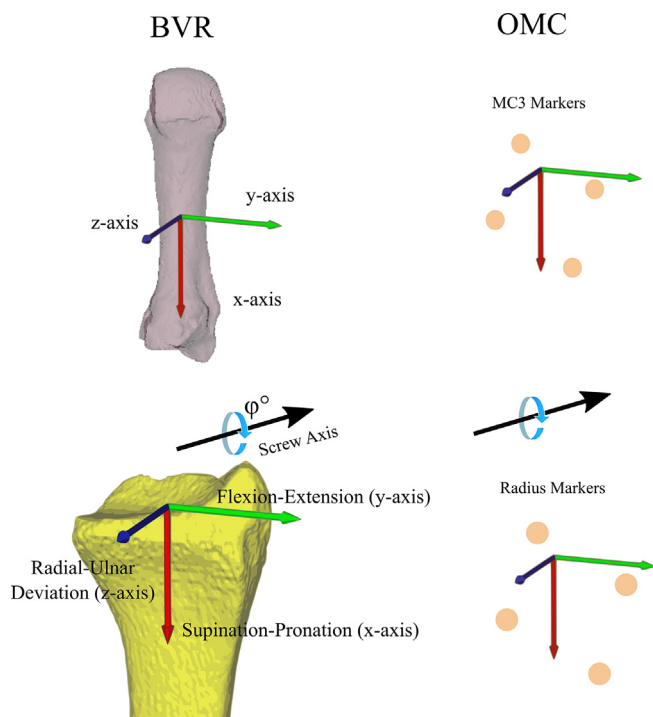 BVR
OMC
MC3 Markers
y-axis
z-axis
x-axis
φ°
Screw Axis
Radius Markers
Flexion-Extension (y-axis)
Radial-Ulnar
Deviation (z-axis)
Supination-Pronation (x-axis)